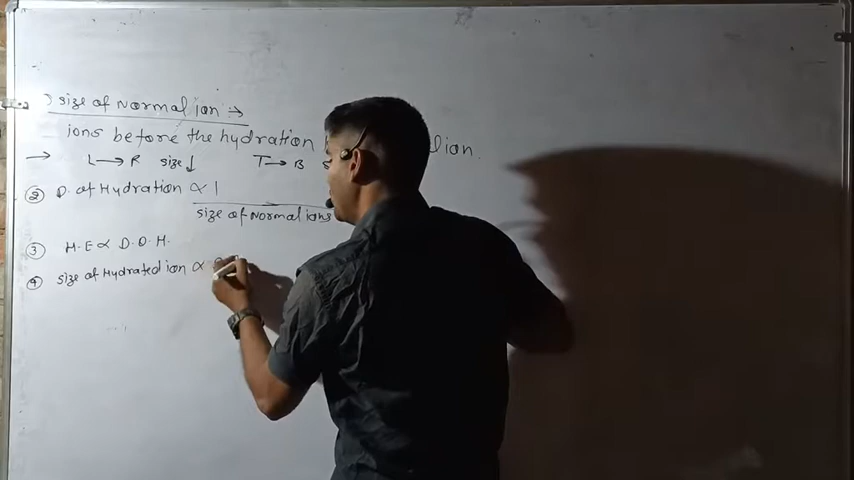 ) size of Normal ion →
ions before the hydration lion.
→ L → R size ↓ T → B S
② D. of Hydration ∝ 1
size of Normal ions
③ H.E ∝ D.O.H.
④ size of Hydrated ion ∝